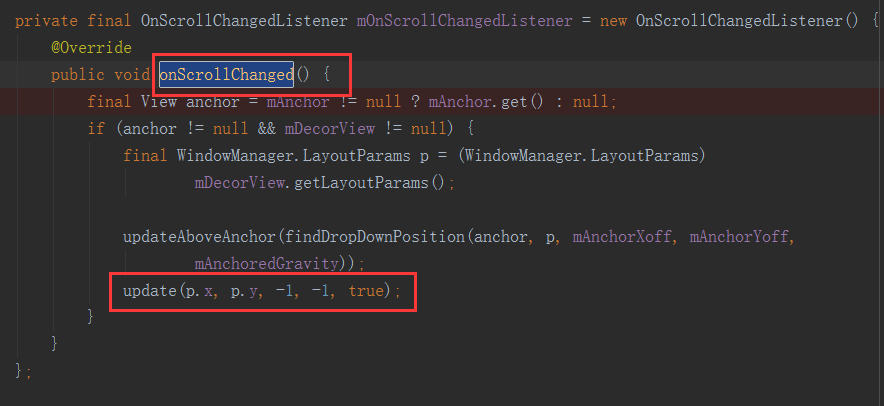 private final OnScrollChangedListener mOnScrollChangedListener = new OnScrollChangedListener() {
@Override
public void onScrollChanged() {
final View anchor = mAnchor != null ? mAnchor.get() : null;
if (anchor != null && mDecorView != null) {
final WindowManager.LayoutParams p = (WindowManager.LayoutParams)
mDecorView.getLayoutParams();
updateAboveAnchor(findDropDownPosition(anchor, p, mAnchorXoff, mAnchorYoff,
mAnchoredGravity));
update(p.x, p.y, -1, -1, true);
}
}
};